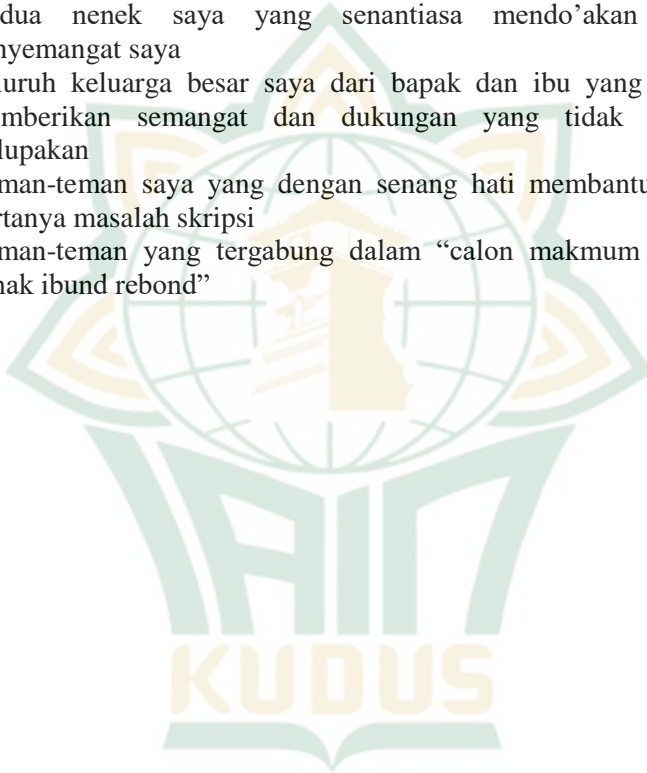 dua nenek saya yang senantiasa mendo’akan
nyemangat saya
luruh keluarga besar saya dari bapak dan ibu yang
mberikan semangat dan dukungan yang tidak
lupakan
man-teman saya yang dengan senang hati membantu
rtanya masalah skripsi
man-teman yang tergabung dalam “calon makmum
nak ibund rebond”
IAIN
KUDUS